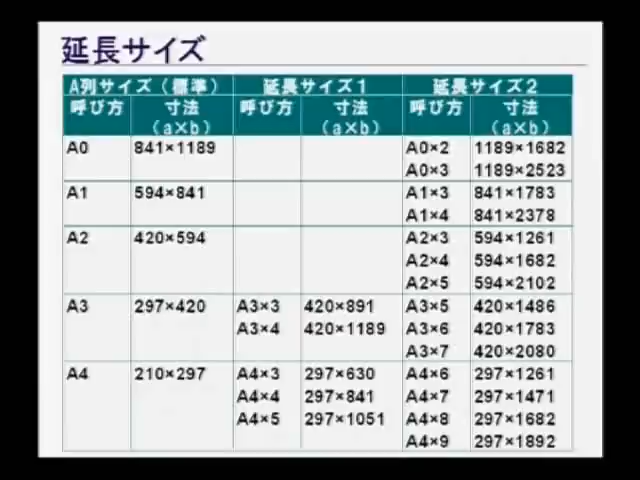 延長サイズ
A列サイズ（標準） 延長サイズ1 延長サイズ2
呼び方 寸法 呼び方 寸法 呼び方 寸法
（a×b） （a×b） （a×b）
A0 841×1189 A0×2 1189×1682
A0×3 1189×2523
A1 594×841 A1×3 841×1783
A1×4 841×2378
A2 420×594 A2×3 594×1261
A2×4 594×1682
A2×5 594×2102
A3 297×420 A3×3 420×891 A3×5 420×1486
A3×4 420×1189 A3×6 420×1783
A3×7 420×2080
A4 210×297 A4×3 297×630 A4×6 297×1261
A4×4 297×841 A4×7 297×1471
A4×5 297×1051 A4×8 297×1682
A4×9 297×1892